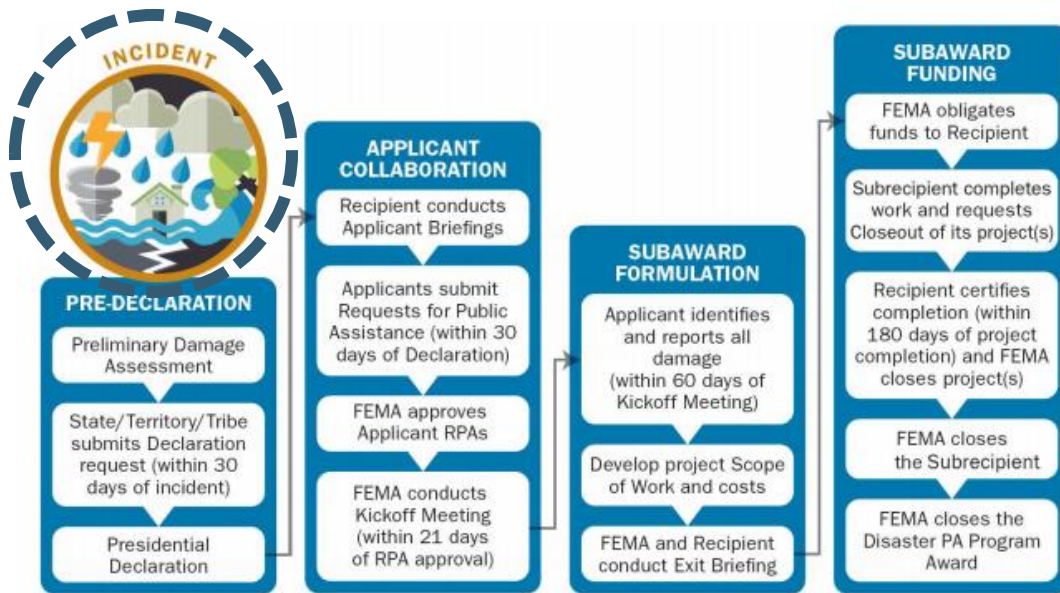 INCIDENT
PRE-DECLARATION
Preliminary Damage
Assessment
State/Territory/Tribe
submits Declaration
request (within 30
days of incident)
Presidential
Declaration
APPLICANT
COLLABORATION
Recipient conducts
Applicant Briefings
Applicants submit
Requests for Public
Assistance (within 30
days of Declaration)
FEMA approves
Applicant RPAs
FEMA conducts
Kickoff Meeting
(within 21 days
of RPA approval)
SUBAWARD
FORMULATION
Applicant identifies
and reports all
damage
(within 60 days of
Kickoff Meeting)
Develop project Scope
of Work and costs
FEMA and Recipient
conduct Exit Briefing
SUBAWARD
FUNDING
FEMA obligates
funds to Recipient
Subrecipient completes
work and requests
Closeout of its project(s)
Recipient certifies
completion (within
180 days of project
completion) and FEMA
closes project(s)
FEMA closes
the Subrecipient
FEMA closes the
Disaster PA Program
Award